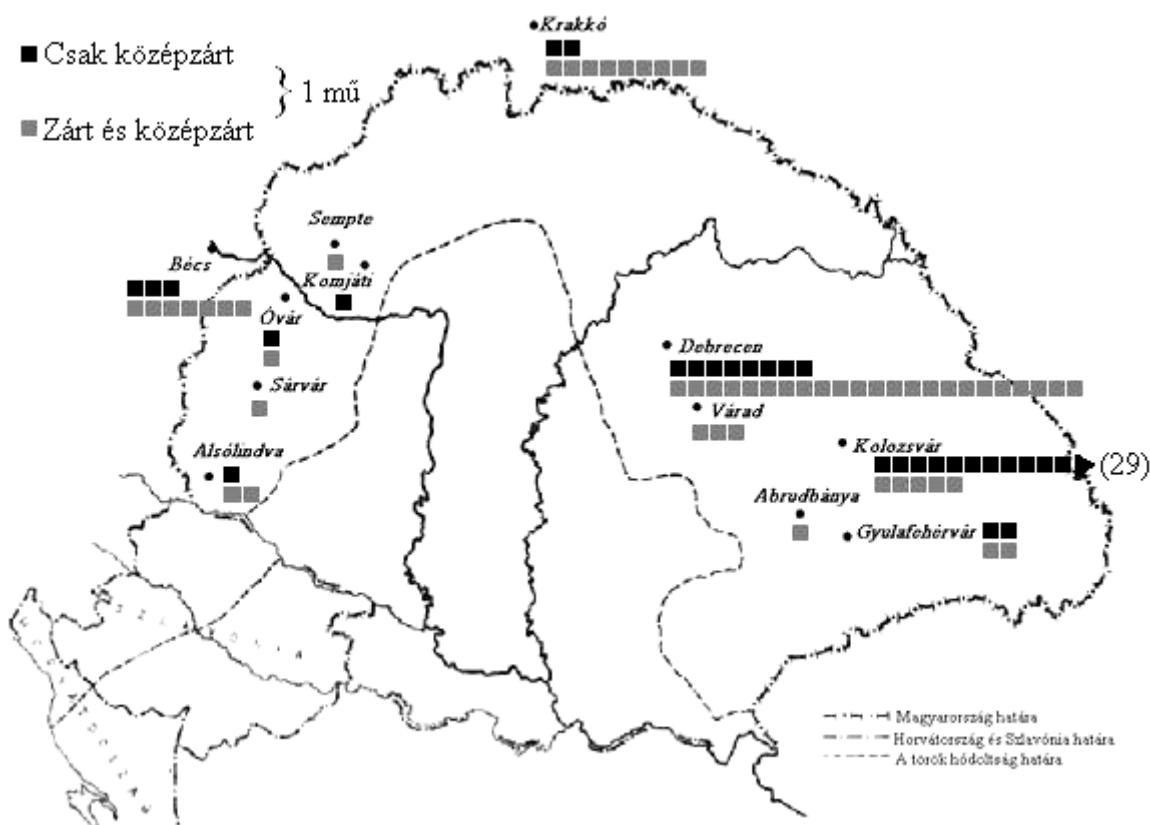 Krakkó
Csak középzárt
1 mű
Zárt és középzárt
Sempte
Bécs
Komjáti
Óvár
Debrecen
Sárvár
Várad
Alsólindva
Kolozsvár
(29)
Abrudbánya
Gyulafehérvár
Magyarország határa
Horvátország és Szlavónia határa
A török hódoltság határa